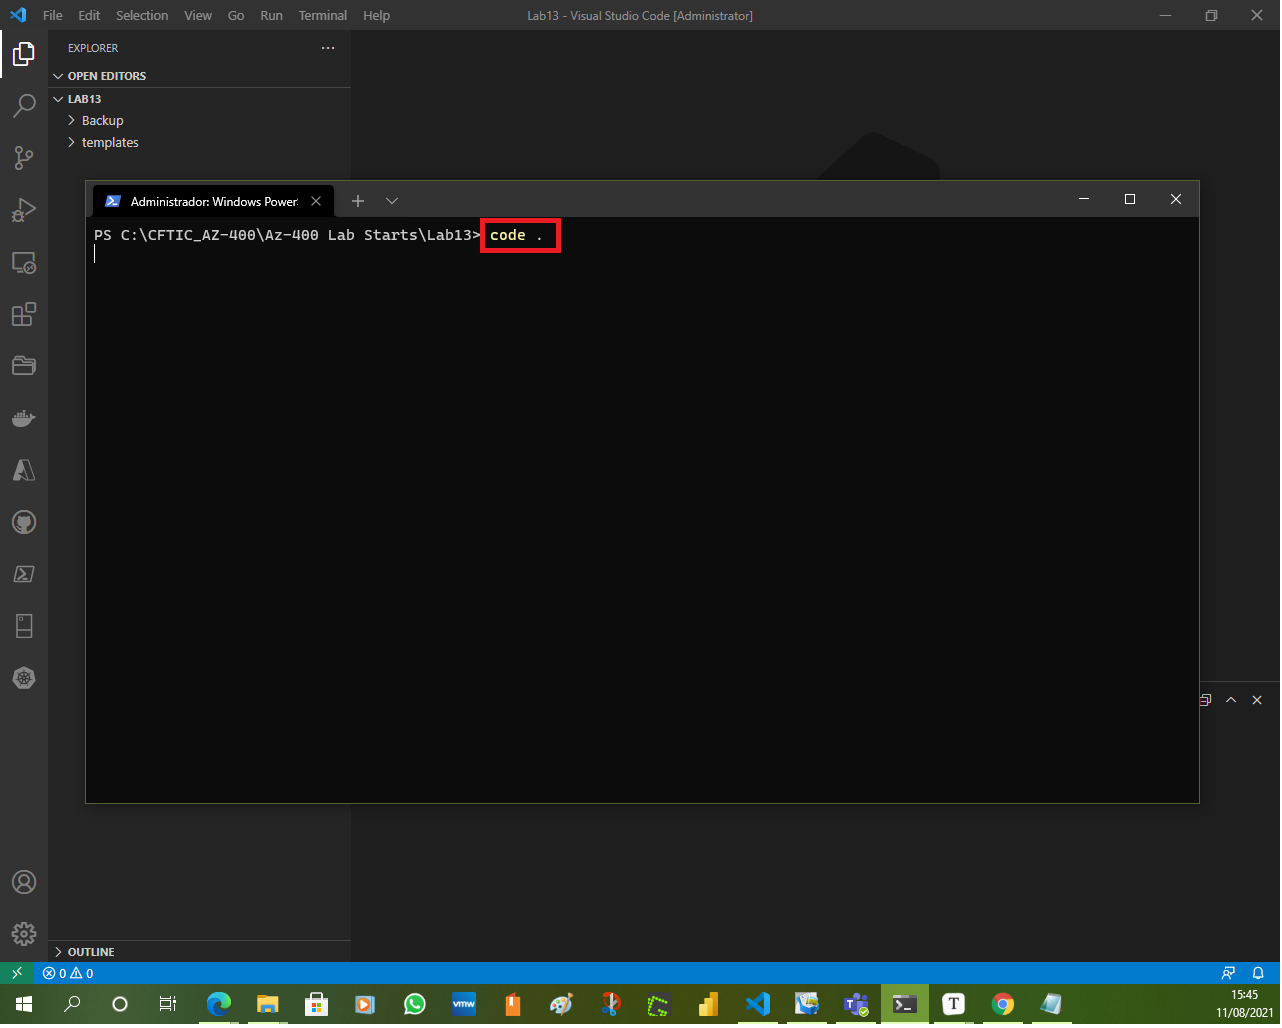 File Edit Selection View Go Run Terminal Help
Lab13 - Visual Studio Code [Administrator]
EXPLORER
OPEN EDITORS
LAB13
Backup
templates
Administrador: Windows Power
PS C:\CFTIC_AZ-400\Az-400 Lab Starts\Lab13> code .
OUTLINE
0 0
vmw
T
15:45
11/08/2021